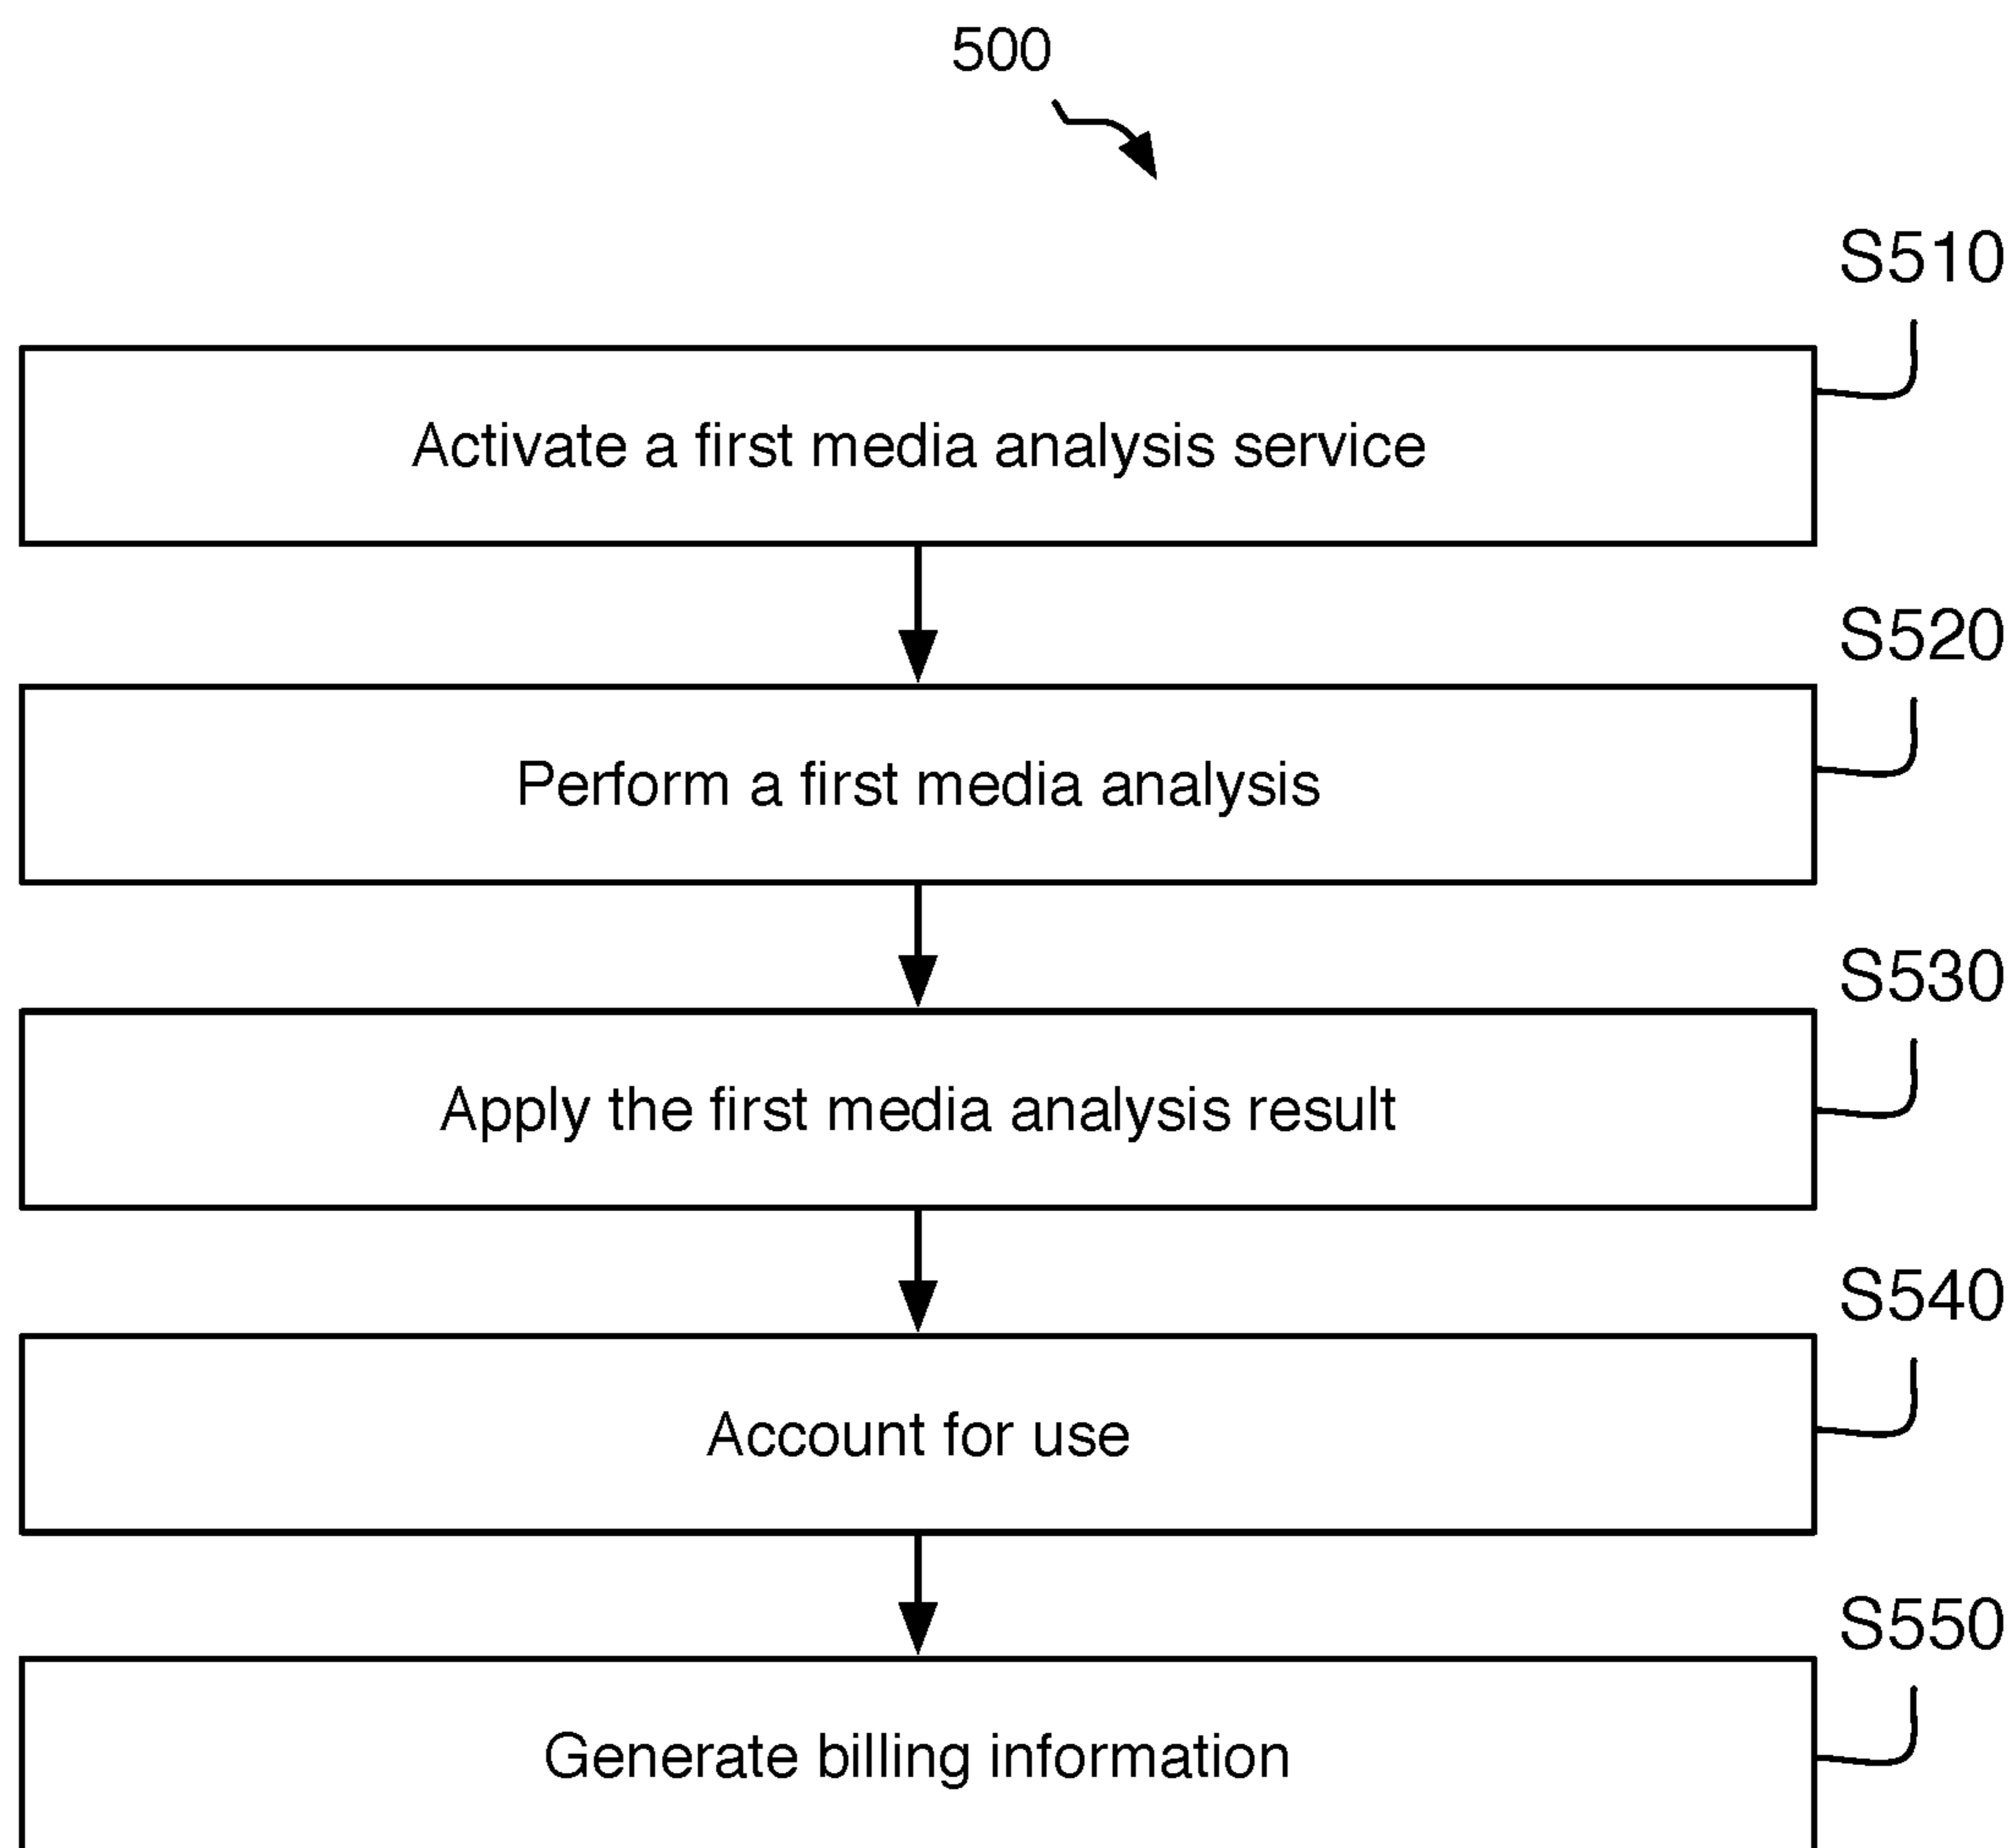 500
S510
Activate a first media analysis service
S520
Perform a first media analysis
S530
Apply the first media analysis result
S540
Account for use
S550
Generate billing information